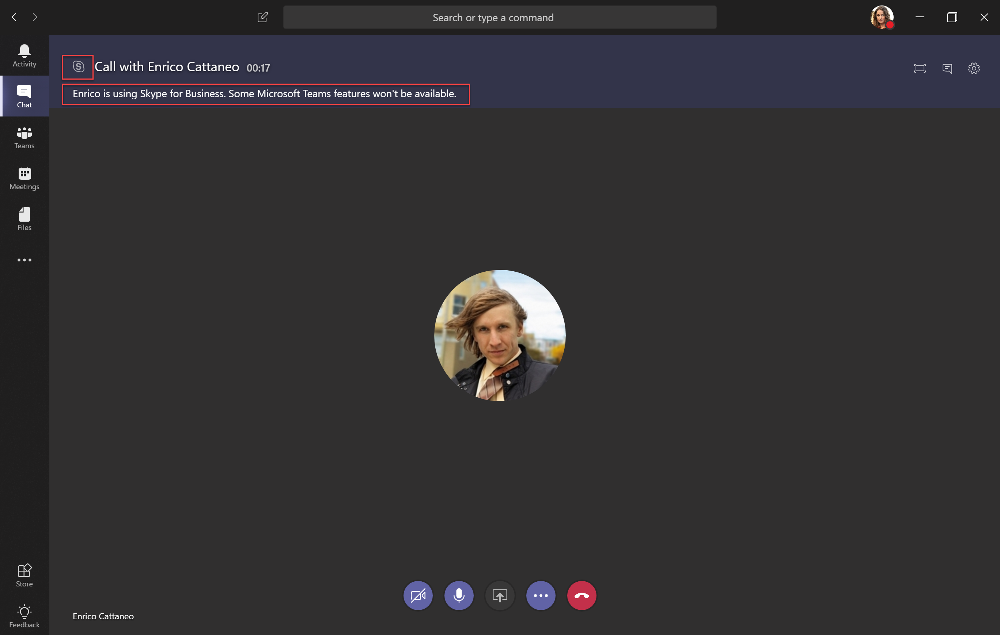 Search or type a command
Activity
Chat
Teams
Meetings
Files
Store
Feedback
S
Call with Enrico Cattaneo 00:17
Enrico is using Skype for Business. Some Microsoft Teams features won't be available.
Enrico Cattaneo